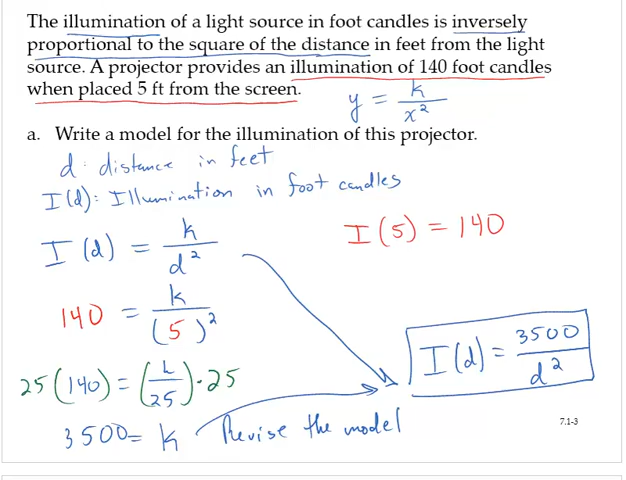 The illumination of a light source in foot candles is inversely
proportional to the square of the distance in feet from the light
source. A projector provides an illumination of 140 foot candles
when placed 5 ft from the screen.
y = k/x²
a. Write a model for the illumination of this projector.
d: distance in feet
I(d): Illumination in foot candles
I(d) = k/d²
I(5) = 140
140 = k/(5)²
25(140) = (k/25)·25
I(d) = 3500/d²
3500 = k Revise the model
7.1-3